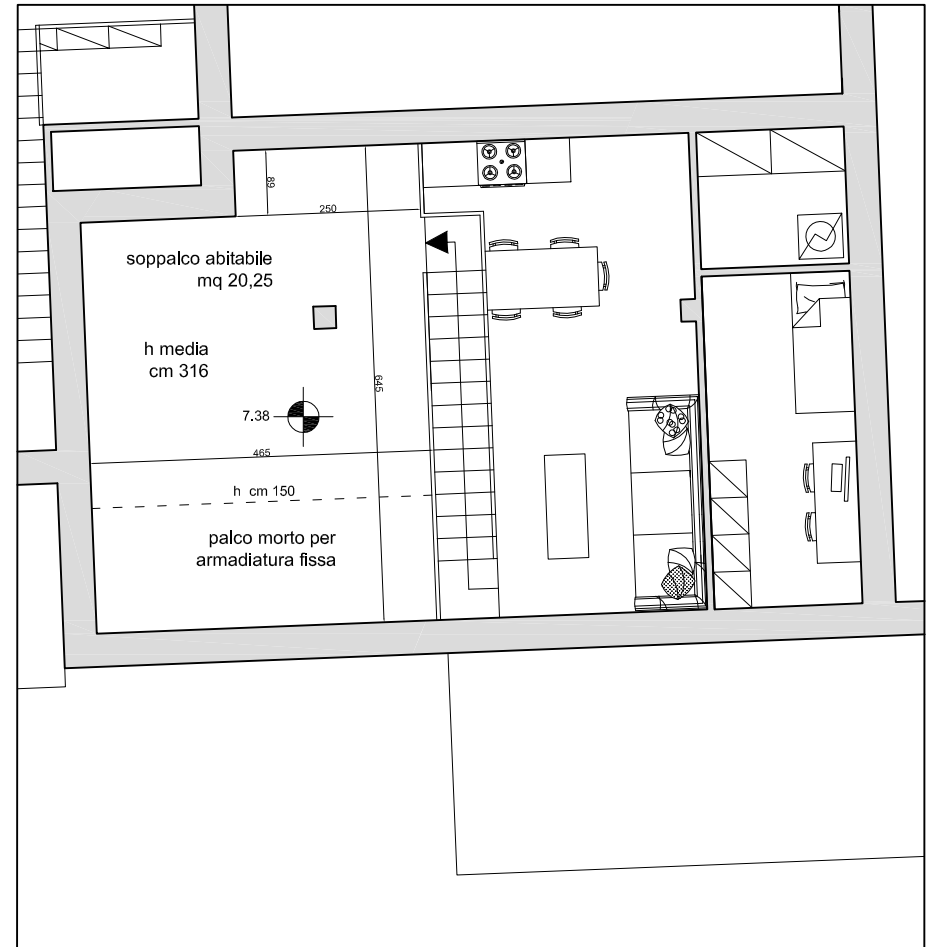 89
250
soppalco abitabile
mq 20,25
h media
cm 316
645
7.38
465
h cm 150
palco morto per
armadiatura fissa